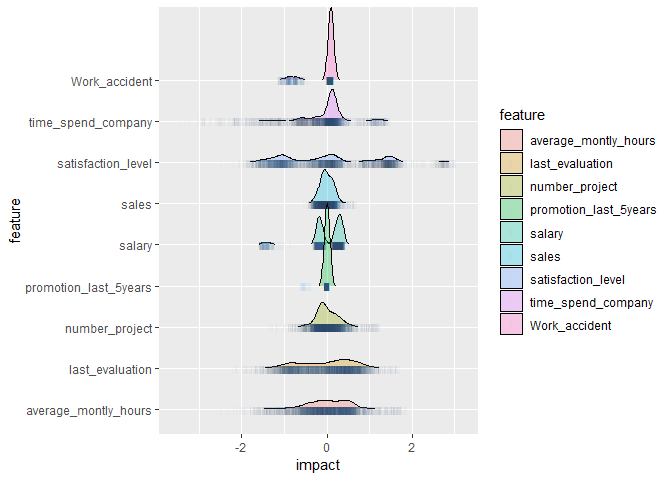 Work_accident
time_spend_company
satisfaction_level
sales
salary
promotion_last_5years
number_project
last_evaluation
average_montly_hours
feature
-2 0 2
impact
feature
average_montly_hours
last_evaluation
number_project
promotion_last_5years
salary
sales
satisfaction_level
time_spend_company
Work_accident